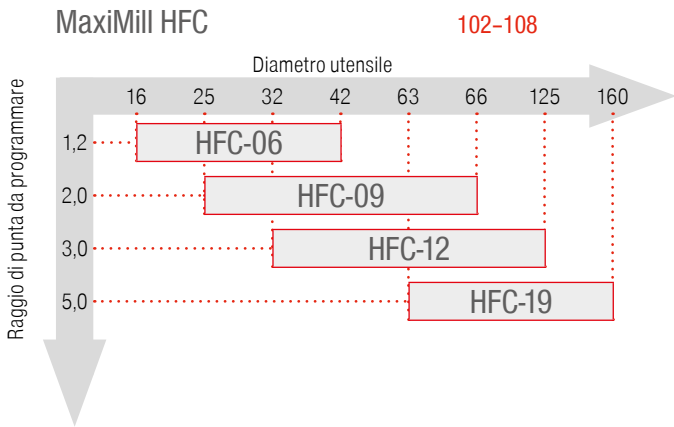 MaxiMill HFC 102–108
Diametro utensile
16 25 32 42 63 66 125 160
Raggio di punta da programmare
1,2 HFC-06
2,0 HFC-09
3,0 HFC-12
5,0 HFC-19